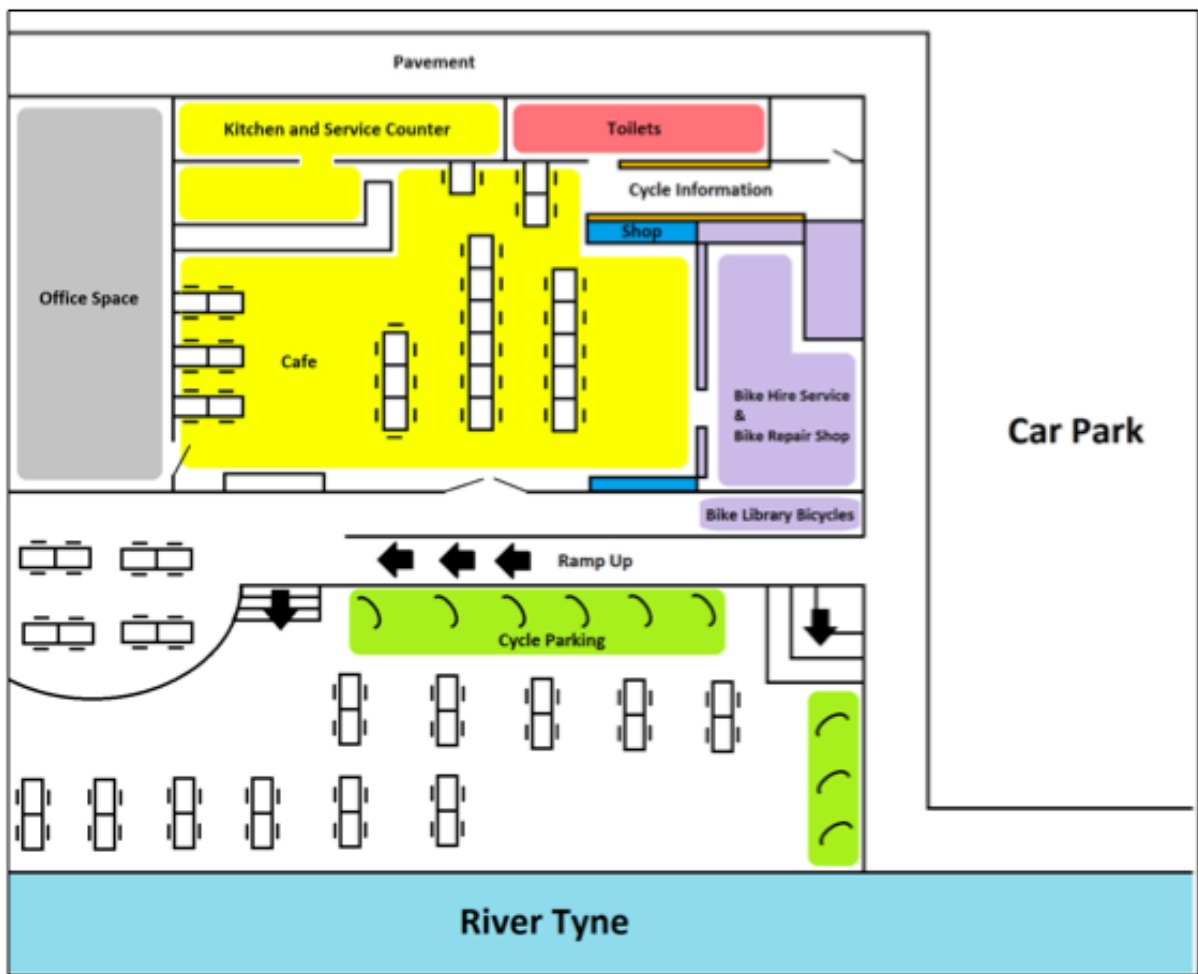 Pavement
Kitchen and Service Counter
Toilets
Cycle Information
Shop
Office Space
Cafe
Bike Hire Service
&
Bike Repair Shop
Car Park
Bike Library Bicycles
Ramp Up
Cycle Parking
River Tyne